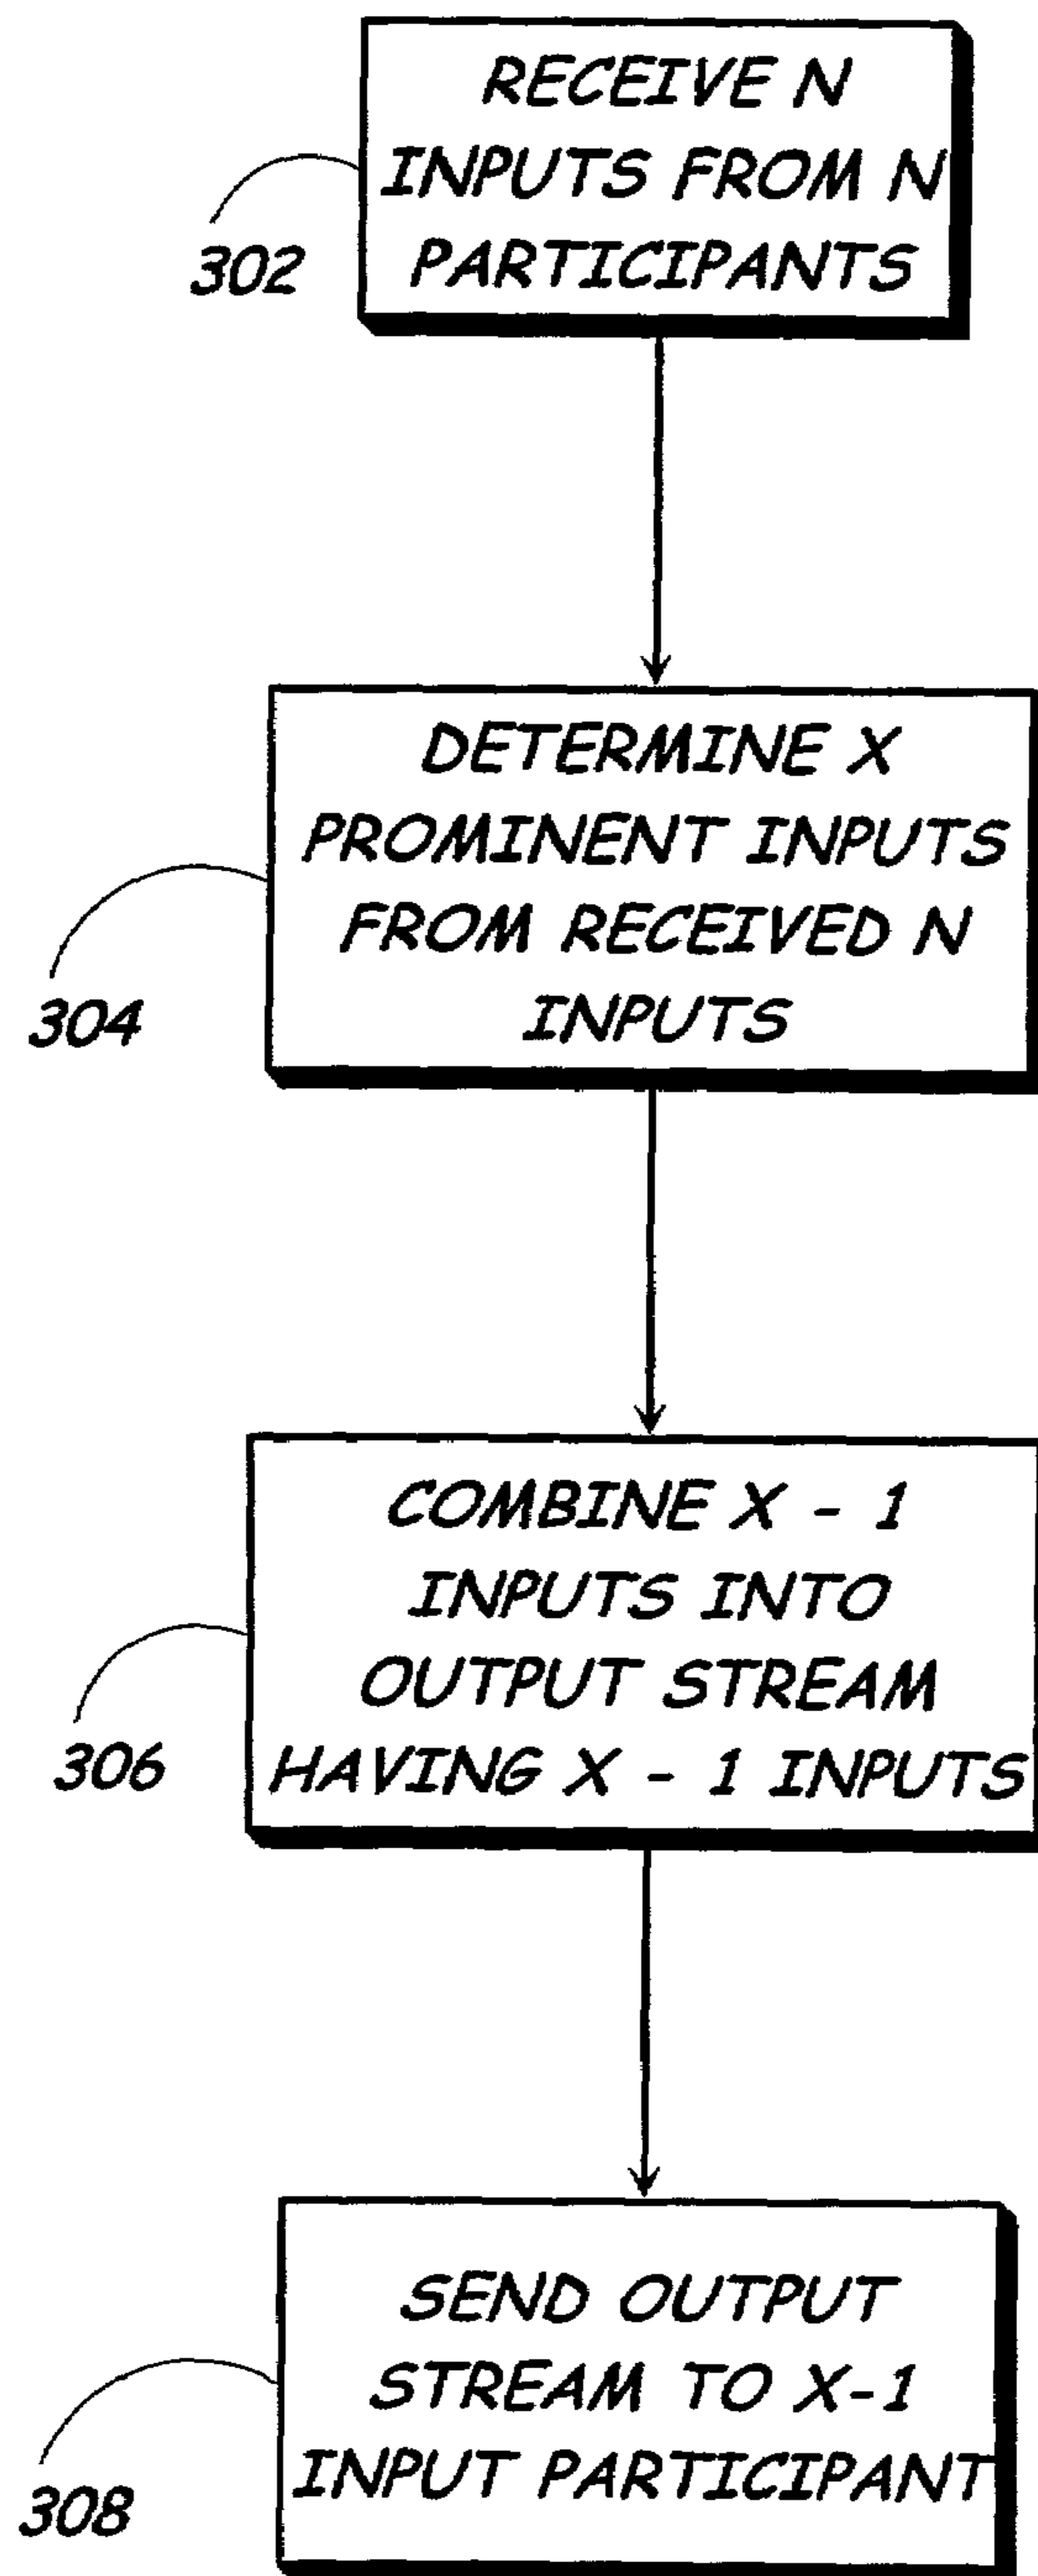 RECEIVE N
INPUTS FROM N
PARTICIPANTS
302
DETERMINE X
PROMINENT INPUTS
FROM RECEIVED N
INPUTS
304
COMBINE X - 1
INPUTS INTO
OUTPUT STREAM
HAVING X - 1 INPUTS
306
SEND OUTPUT
STREAM TO X-1
INPUT PARTICIPANT
308